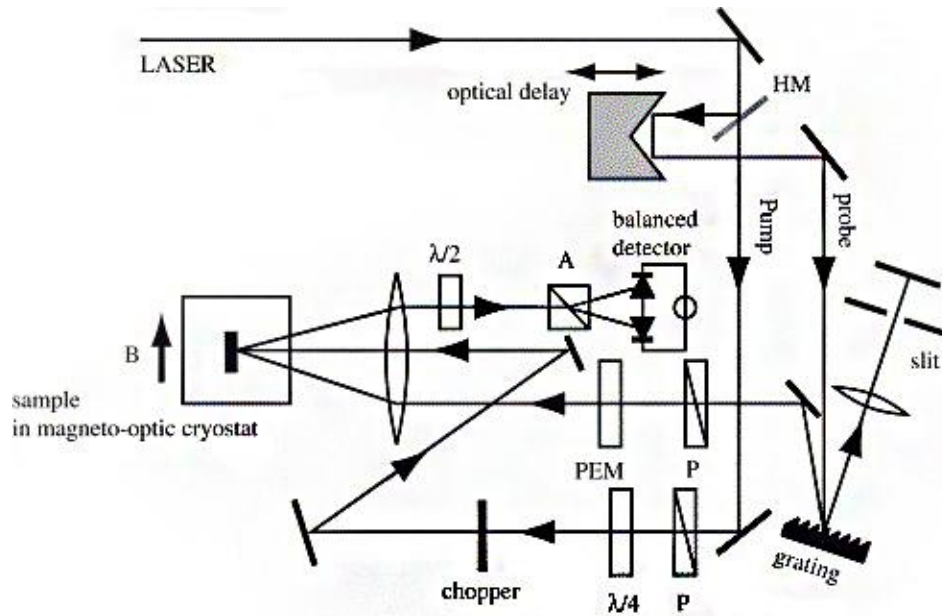 LASER
optical delay
HM
probe
Pump
balanced
detector
λ/2
A
B
slit
sample
in magneto-optic cryostat
PEM
P
grating
chopper
λ/4
P